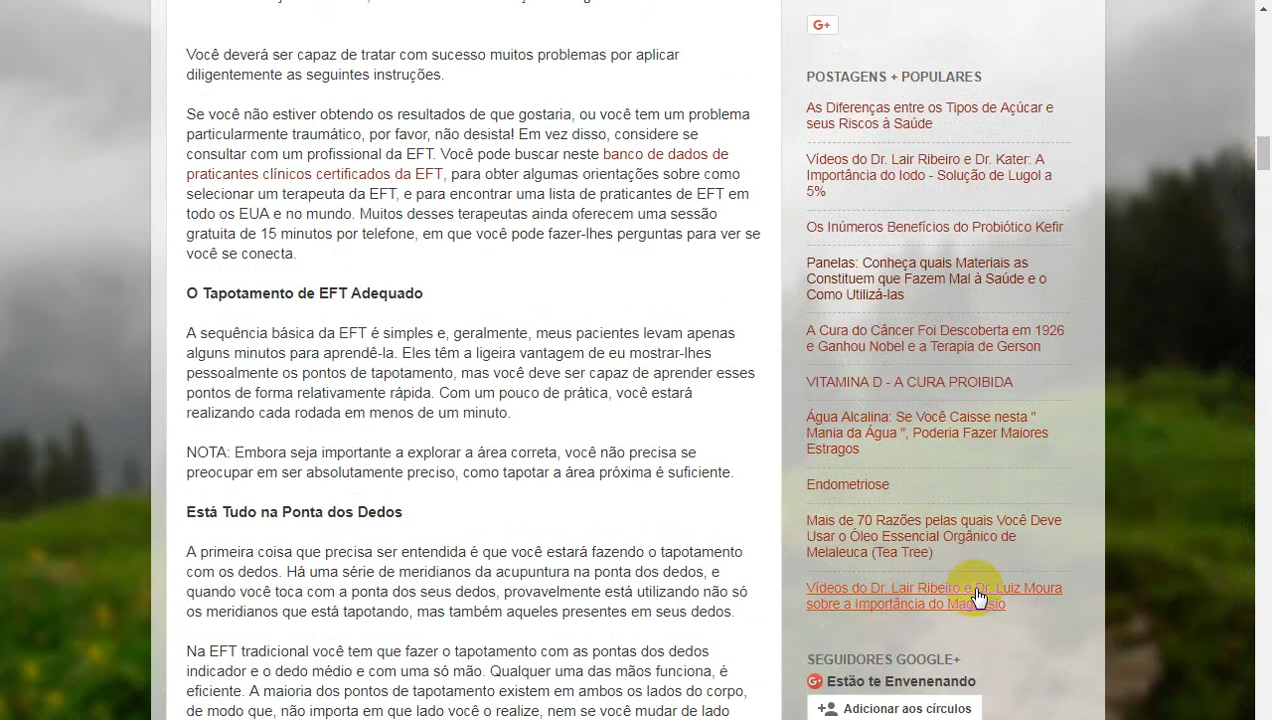 Você deverá ser capaz de tratar com sucesso muitos problemas por aplicar
diligentemente as seguintes instruções.
Se você não estiver obtendo os resultados de que gostaria, ou você tem um problema
particularmente traumático, por favor, não desista! Em vez disso, considere se
consultar com um profissional da EFT. Você pode buscar neste banco de dados de
praticantes clínicos certificados da EFT, para obter algumas orientações sobre como
selecionar um terapeuta da EFT, e para encontrar uma lista de praticantes de EFT em
todo os EUA e no mundo. Muitos desses terapeutas ainda oferecem uma sessão
gratuita de 15 minutos por telefone, em que você pode fazer-lhes perguntas para ver se
você se conecta.
O Tapotamento de EFT Adequado
A sequência básica da EFT é simples e, geralmente, meus pacientes levam apenas
alguns minutos para aprendê-la. Eles têm a ligeira vantagem de eu mostrar-lhes
pessoalmente os pontos de tapotamento, mas você deve ser capaz de aprender esses
pontos de forma relativamente rápida. Com um pouco de prática, você estará
realizando cada rodada em menos de um minuto.
NOTA: Embora seja importante a explorar a área correta, você não precisa se
preocupar em ser absolutamente preciso, como tapotar a área próxima é suficiente.
Está Tudo na Ponta dos Dedos
A primeira coisa que precisa ser entendida é que você estará fazendo o tapotamento
com os dedos. Há uma série de meridianos da acupuntura na ponta dos dedos, e
quando você toca com a ponta dos seus dedos, provavelmente está utilizando não só
os meridianos que está tapotando, mas também aqueles presentes em seus dedos.
Na EFT tradicional você tem que fazer o tapotamento com as pontas dos dedos
indicador e o dedo médio e com uma só mão. Qualquer uma das mãos funciona, é
eficiente. A maioria dos pontos de tapotamento existem em ambos os lados do corpo,
de modo que, não importa em que lado você o realize, nem se você mudar de lado
G+
POSTAGENS + POPULARES
As Diferenças entre os Tipos de Açúcar e
seus Riscos à Saúde
Vídeos do Dr. Lair Ribeiro e Dr. Kater: A
Importância do Iodo - Solução de Lugol a
5%
Os Inúmeros Benefícios do Probiótico Kefir
Panelas: Conheça quais Materiais as
Constituem que Fazem Mal à Saúde e o
Como Utilizá-las
A Cura do Câncer Foi Descoberta em 1926
e Ganhou Nobel e a Terapia de Gerson
VITAMINA D - A CURA PROIBIDA
Água Alcalina: Se Você Caisse nesta "
Mania da Água ", Poderia Fazer Maiores
Estragos
Endometriose
Mais de 70 Razões pelas quais Você Deve
Usar o Óleo Essencial Orgânico de
Melaleuca (Tea Tree)
Vídeos do Dr. Lair Ribeiro e Dr. Luiz Moura
sobre a Importância do Magnésio
SEGUIDORES GOOGLE+
G+ Estão te Envenenando
Adicionar aos círculos